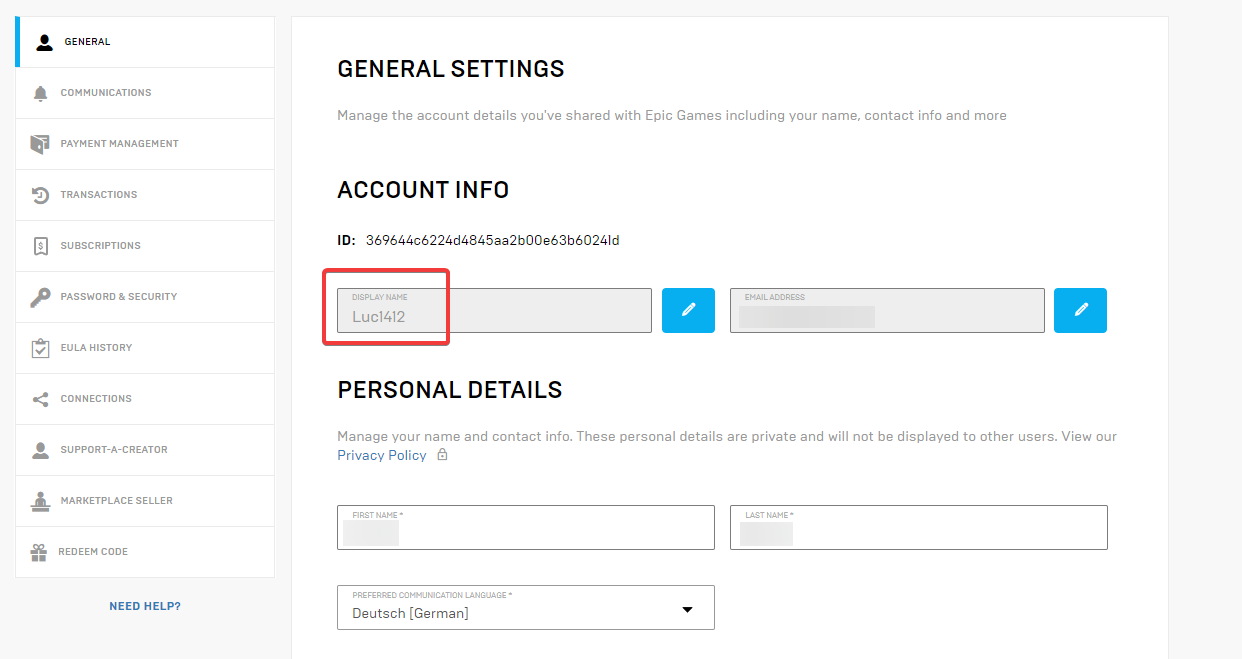 GENERAL
COMMUNICATIONS
PAYMENT MANAGEMENT
TRANSACTIONS
SUBSCRIPTIONS
PASSWORD & SECURITY
EULA HISTORY
CONNECTIONS
SUPPORT-A-CREATOR
MARKETPLACE SELLER
REDEEM CODE
NEED HELP?
GENERAL SETTINGS
Manage the account details you've shared with Epic Games including your name, contact info and more
ACCOUNT INFO
ID: 369644c6224d4845aa2b00e63b60241d
DISPLAY NAME
Luc1412
EMAIL ADDRESS
PERSONAL DETAILS
Manage your name and contact info. These personal details are private and will not be displayed to other users. View our
Privacy Policy
FIRST NAME *
LAST NAME *
PREFERRED COMMUNICATION LANGUAGE *
Deutsch [German]